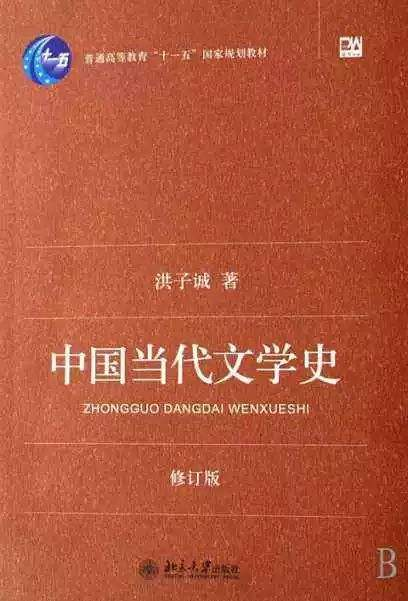 十一五
普通高等教育“十一五”国家规划教材
洪子诚 著
中国当代文学史
ZHONGGUO DANGDAI WENXUESHI
修订版
北京大学出版社
B